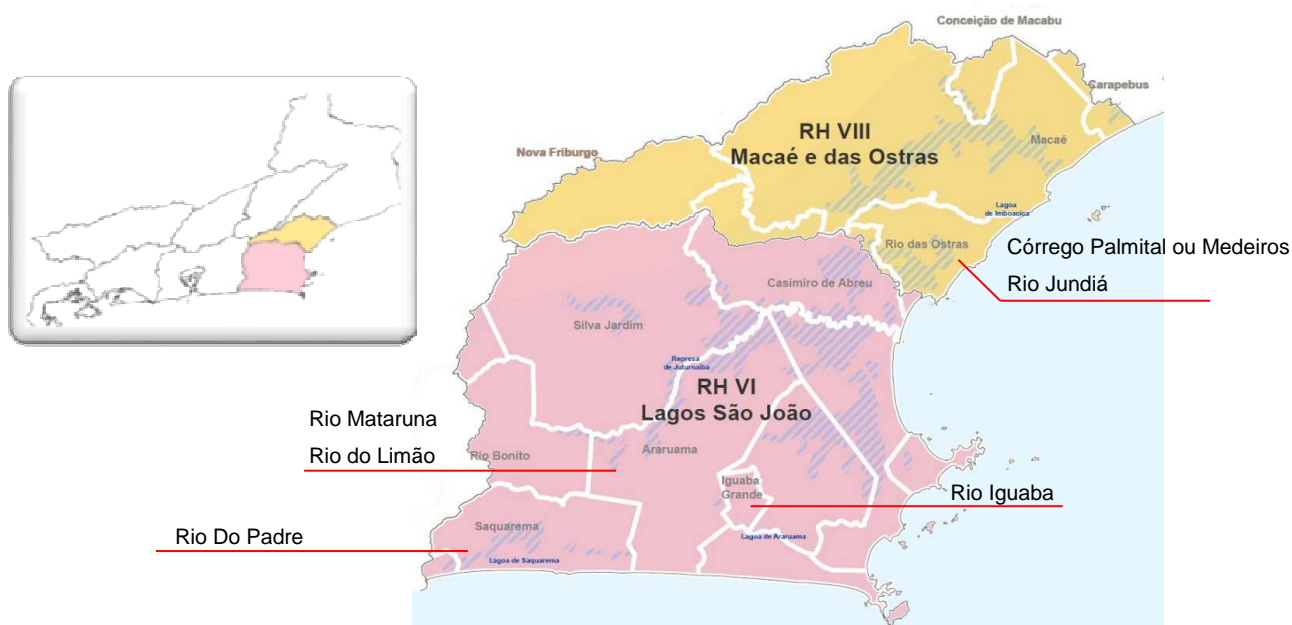 Conceição de Macabu
Carapebus
RH VIII
Macaé e das Ostras
Macaé
Nova Friburgo
Lagoa
de Imboacica
Rio das Ostras
Córrego Palmital ou Medeiros
Rio Jundiá
Casimiro de Abreu
Silva Jardim
Represa
de Juturnaíba
RH VI
Lagos São João
Rio Mataruna
Rio do Limão
Rio Bonito
Araruama
Iguaba
Grande
Rio Iguaba
Rio Do Padre
Saquarema
Lagoa de Saquarema
Lagoa de Araruama